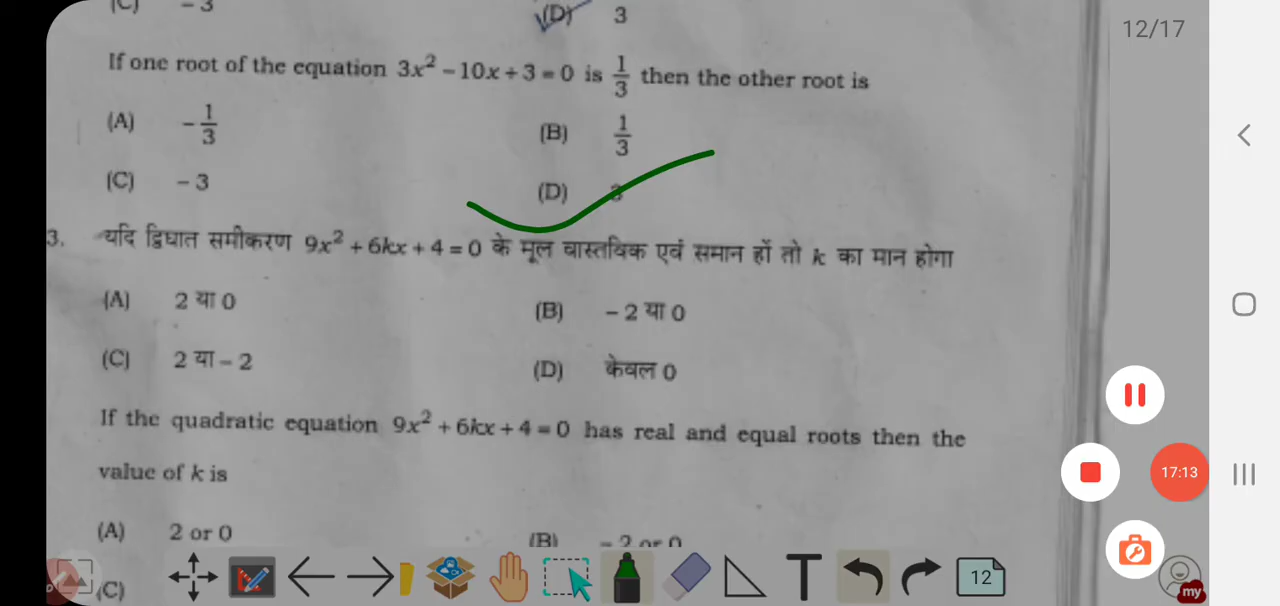 (C) – 3 (D) 3
12/17
If one root of the equation 3x² – 10x + 3 = 0 is 1/3 then the other root is
(A) – 1/3 (B) 1/3
(C) – 3 (D) 3
3. यदि द्विघात समीकरण 9x² + 6kx + 4 = 0 के मूल वास्तविक एवं समान हों तो k का मान होगा
(A) 2 या 0 (B) – 2 या 0
(C) 2 या – 2 (D) केवल 0
If the quadratic equation 9x² + 6kx + 4 = 0 has real and equal roots then the
value of k is
17:13
(A) 2 or 0 (B) – 2 or 0
(C)
T
12
my